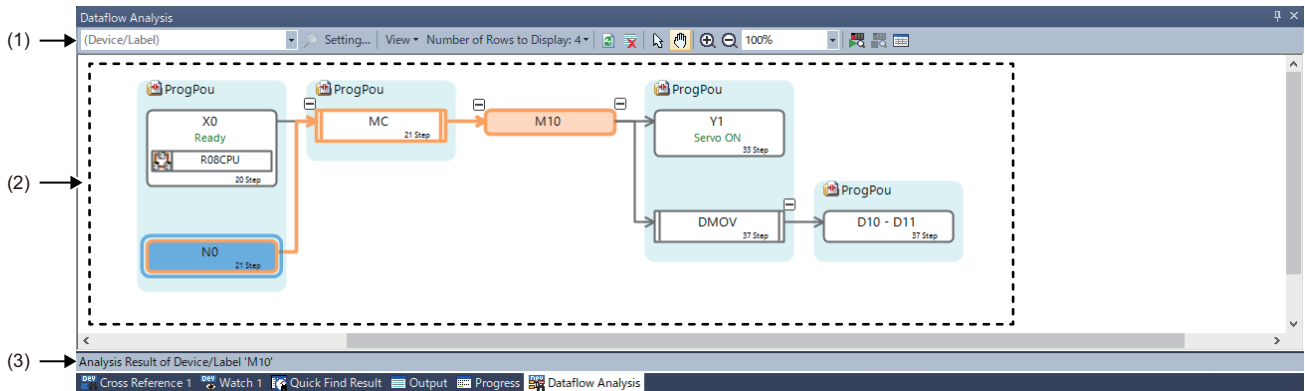 Dataflow Analysis
(1)
(Device/Label) Setting... View Number of Rows to Display: 4 100%
(2)
ProgPou
X0
Ready
R08CPU
20 Step
N0
21 Step
ProgPou
MC
21 Step
M10
ProgPou
Y1
Servo ON
33 Step
DMOV
37 Step
ProgPou
D10 - D11
37 Step
(3)
Analysis Result of Device/Label 'M10'
Cross Reference 1 Watch 1 Quick Find Result Output Progress Dataflow Analysis